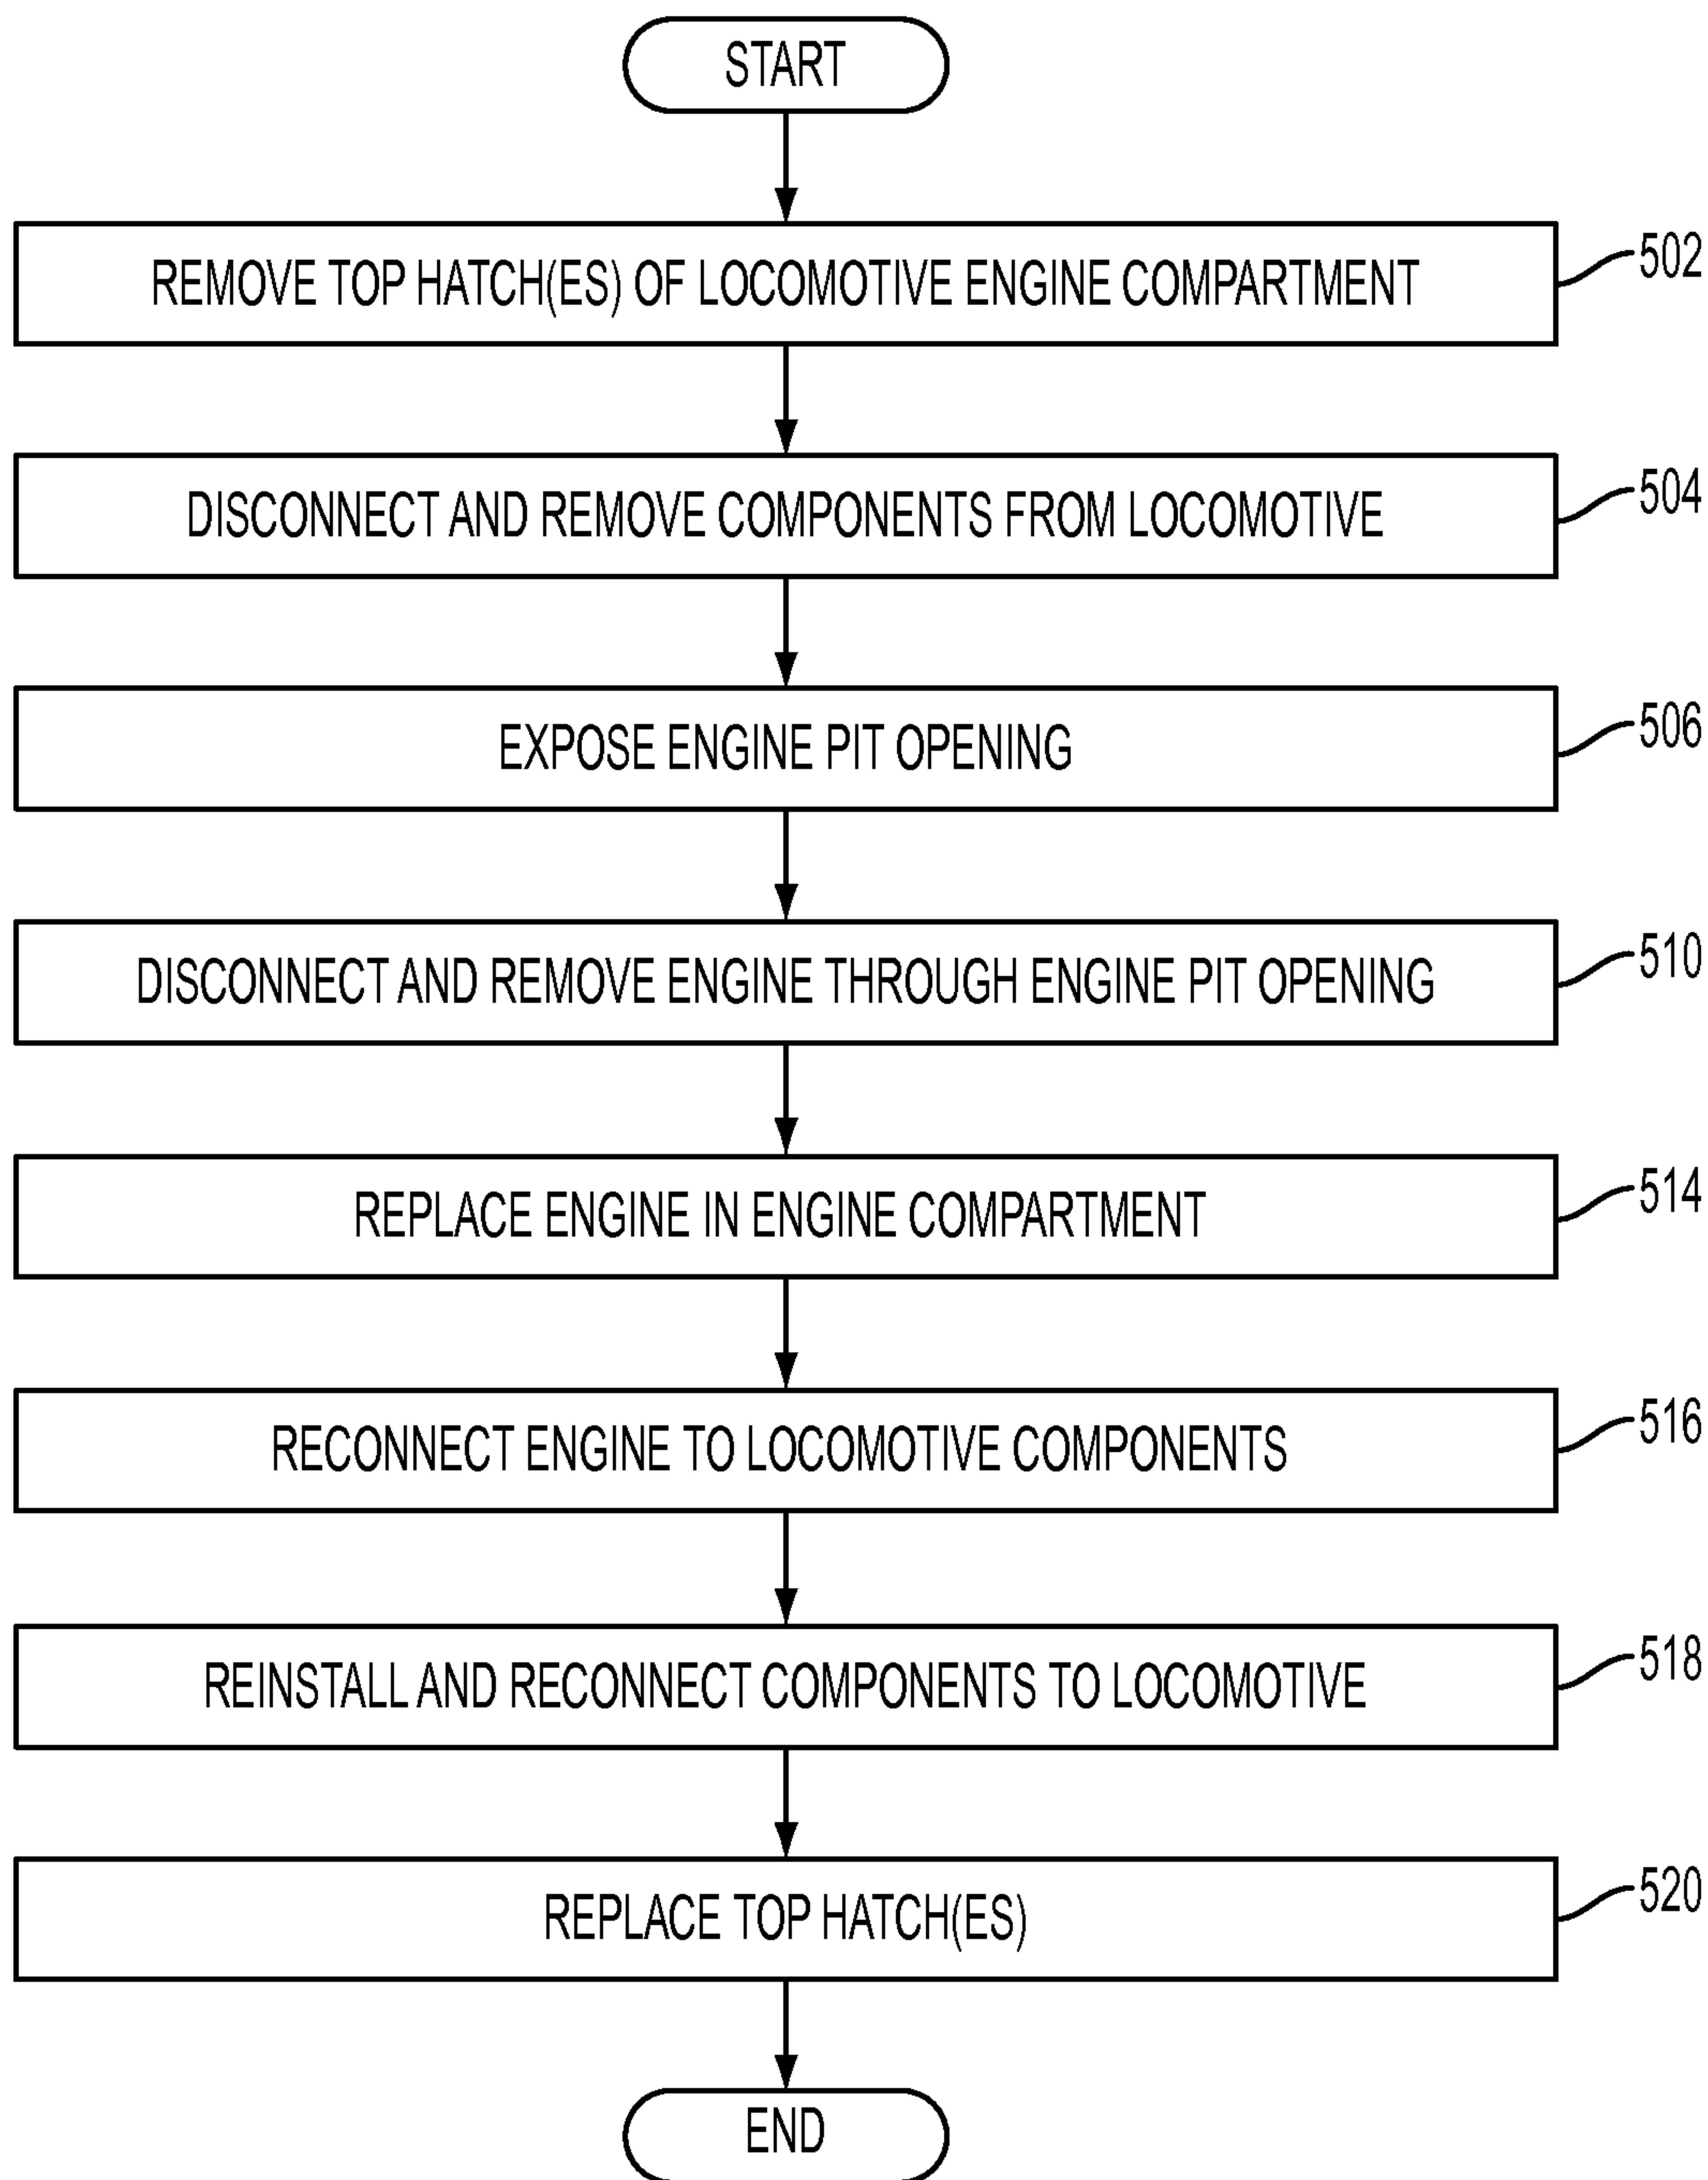 START
REMOVE TOP HATCH(ES) OF LOCOMOTIVE ENGINE COMPARTMENT
502
DISCONNECT AND REMOVE COMPONENTS FROM LOCOMOTIVE
504
EXPOSE ENGINE PIT OPENING
506
DISCONNECT AND REMOVE ENGINE THROUGH ENGINE PIT OPENING
510
REPLACE ENGINE IN ENGINE COMPARTMENT
514
RECONNECT ENGINE TO LOCOMOTIVE COMPONENTS
516
REINSTALL AND RECONNECT COMPONENTS TO LOCOMOTIVE
518
REPLACE TOP HATCH(ES)
520
END